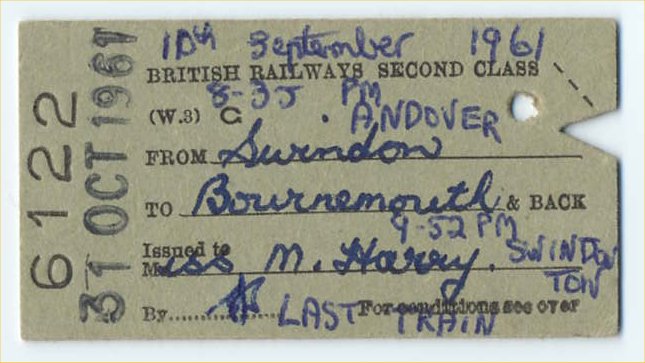 6122
31 OCT 1961
10th September 1961
BRITISH RAILWAYS SECOND CLASS
8-35 PM
(W.3) C ANDOVER
FROM Swindon
TO Bournemouth & BACK
9-52 PM
Issued to SWINDON
Miss M. Harry. TOWN
By For conditions see over
LAST TRAIN